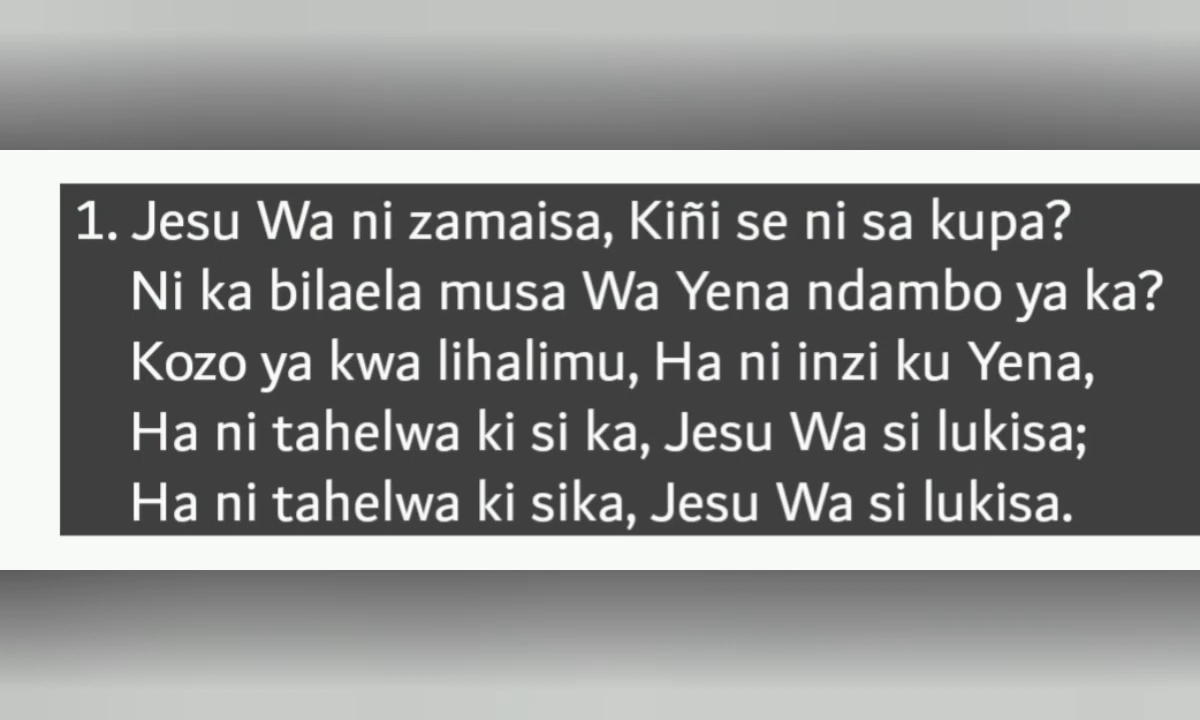 1. Jesu Wa ni zamaisa, Kiñi se ni sa kupa?
Ni ka bilaela musa Wa Yena ndambo ya ka?
Kozo ya kwa lihalimu, Ha ni inzi ku Yena,
Ha ni tahelwa ki si ka, Jesu Wa si lukisa;
Ha ni tahelwa ki sika, Jesu Wa si lukisa.